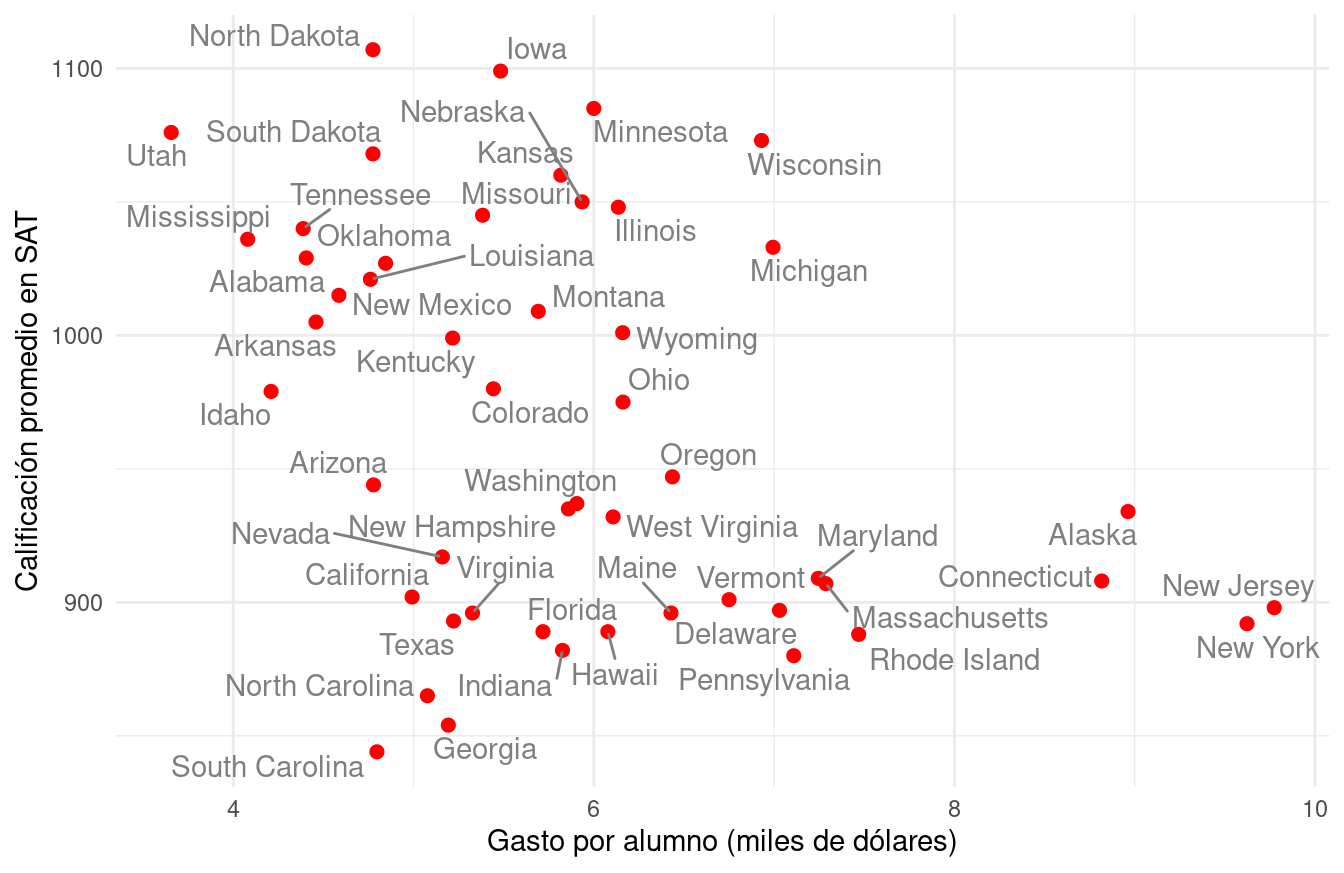 North Dakota
Iowa
1100
Nebraska
South Dakota
Minnesota
Utah
Kansas
Wisconsin
Tennessee
Missouri
Mississippi
Illinois
Oklahoma
Louisiana
Michigan
Alabama
New Mexico
Montana
1000
Arkansas
Wyoming
Kentucky
Ohio
Idaho
Colorado
Arizona
Oregon
Washington
Nevada
New Hampshire
West Virginia
Maryland
Alaska
California
Virginia
Maine
Vermont
Connecticut
New Jersey
900
Florida
Massachusetts
Texas
Delaware
New York
Rhode Island
North Carolina
Indiana
Hawaii
Pennsylvania
Georgia
South Carolina
4
6
8
10
Gasto por alumno (miles de dólares)
Calificación promedio en SAT